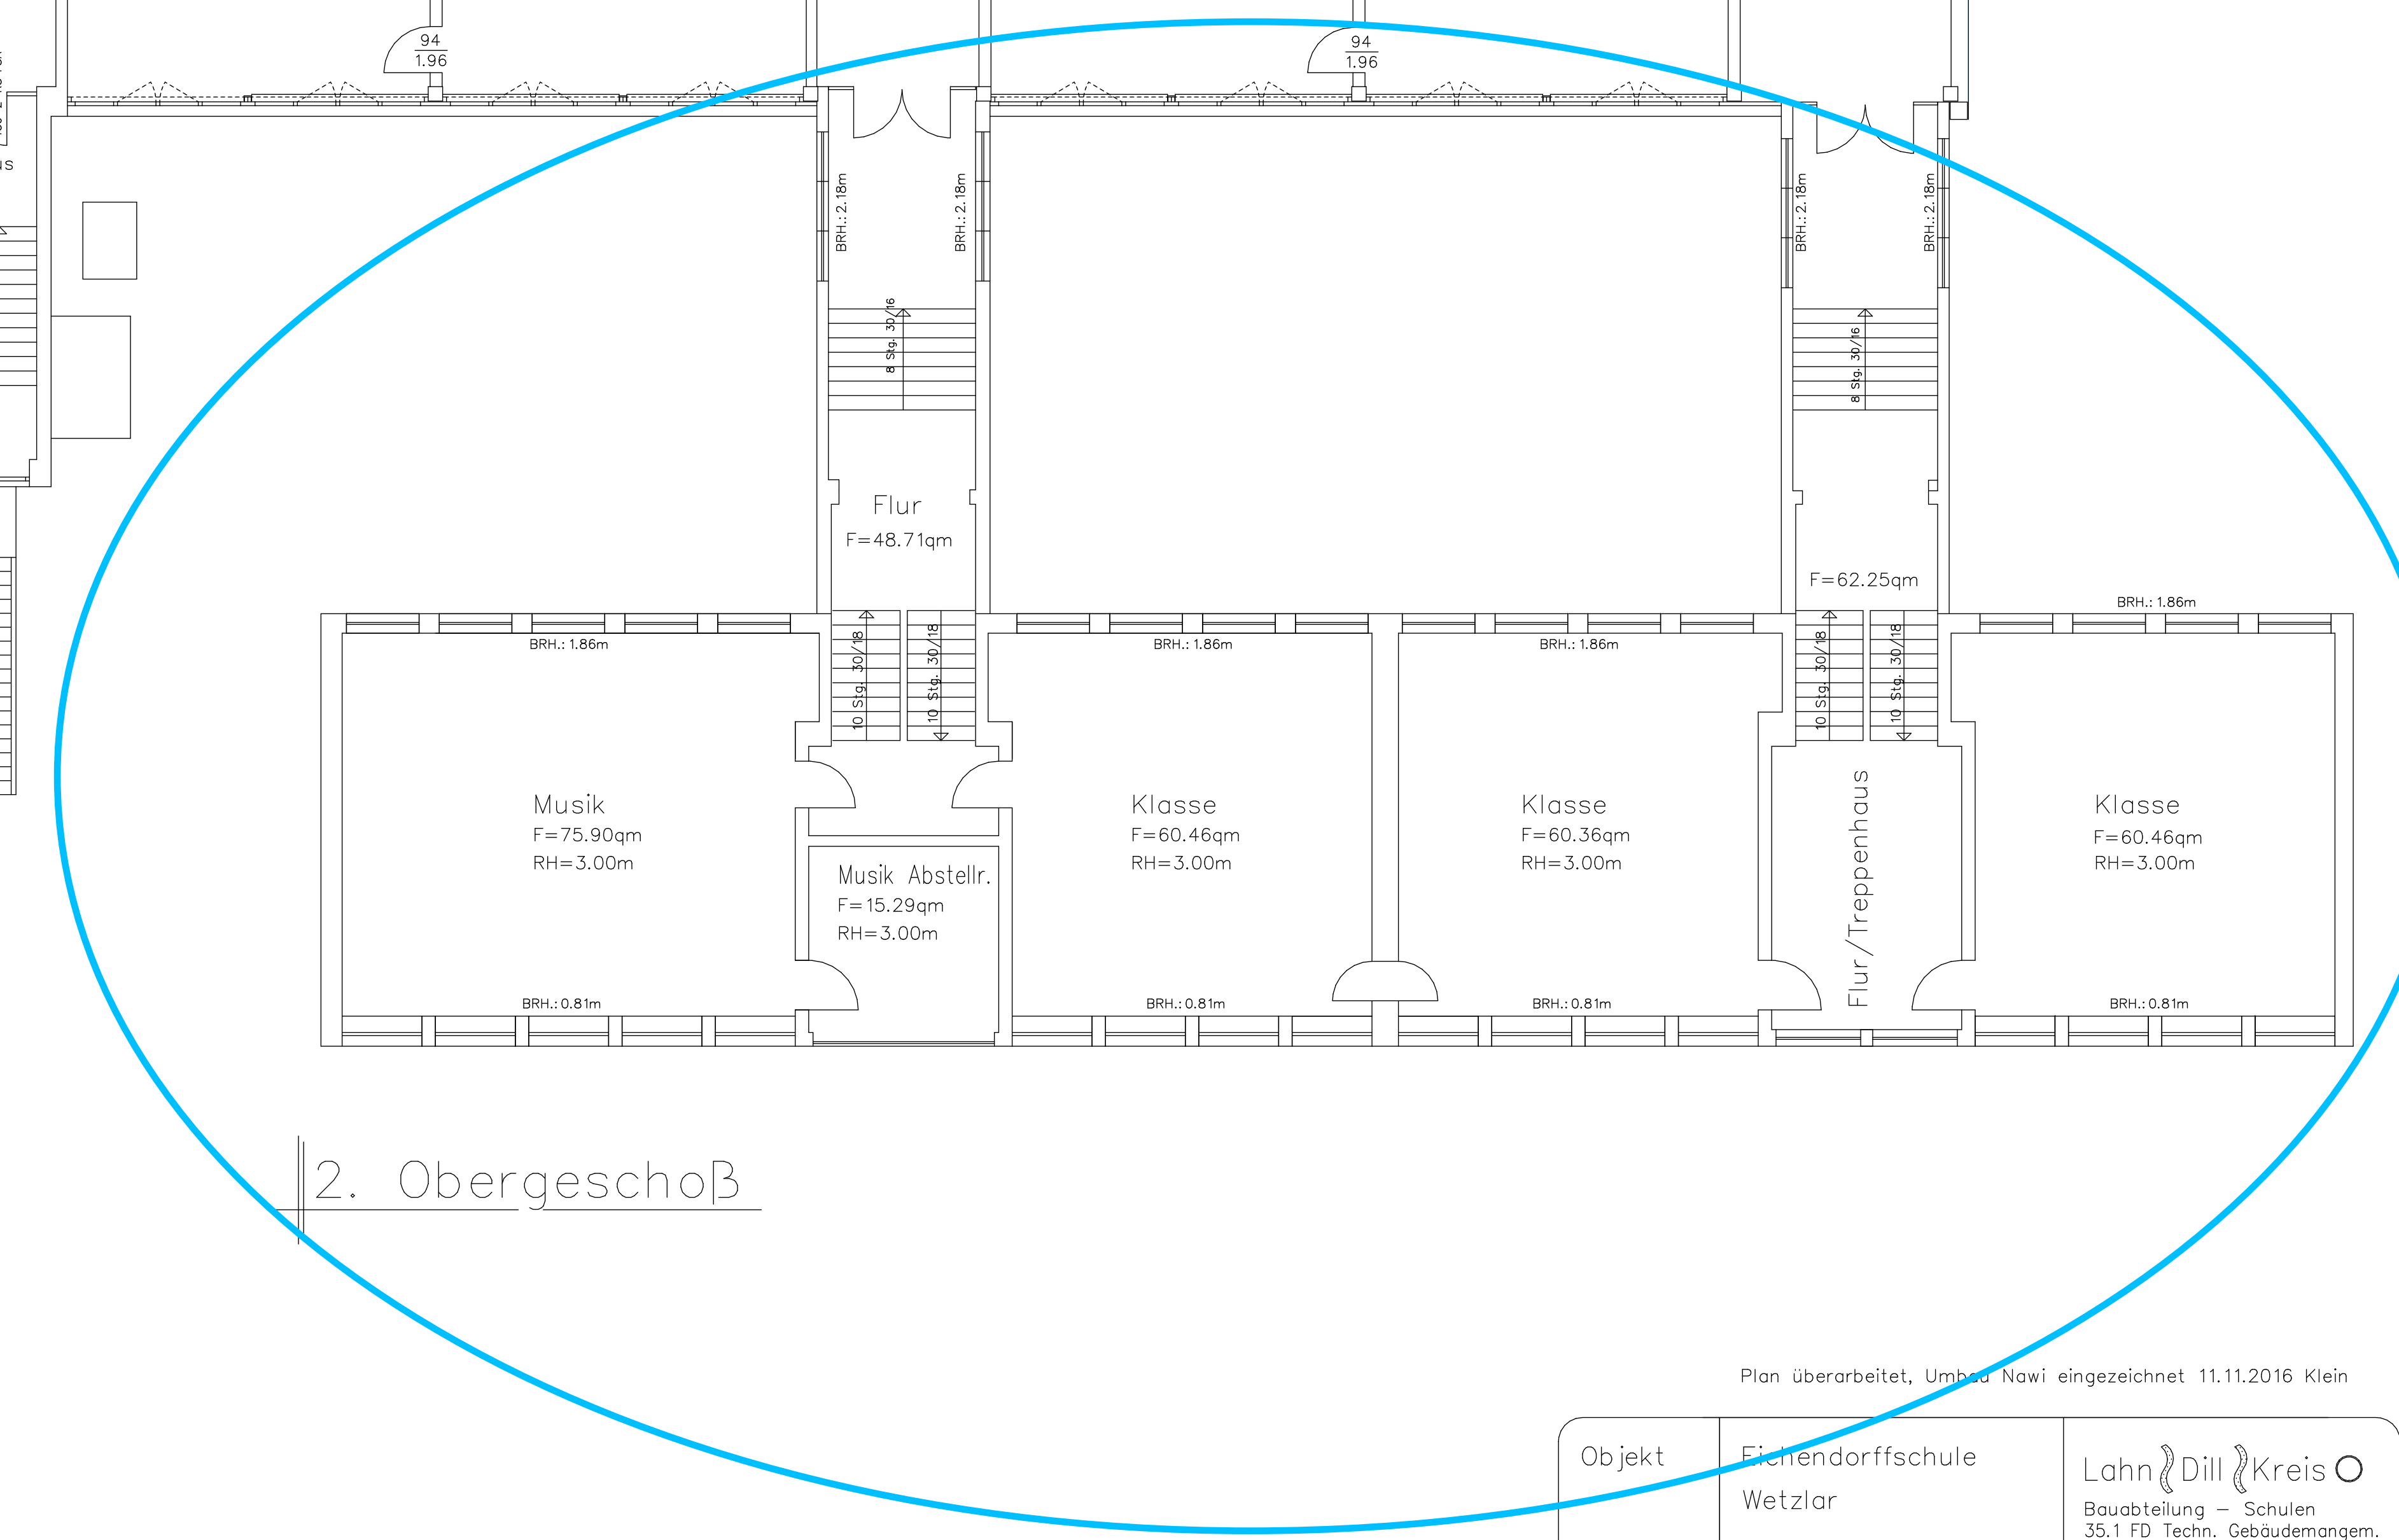 94
1.96
94
1.96
BRH.: 2.18m
BRH.: 2.18m
BRH.: 2.18m
BRH.: 2.18m
8 Stg. 30/16
8 Stg. 30/16
Flur
F=48.71qm
F=62.25qm
BRH.: 1.86m
BRH.: 1.86m
BRH.: 1.86m
BRH.: 1.86m
10 Stg. 30/18
10 Stg. 30/18
10 Stg. 30/18
10 Stg. 30/18
Musik
F=75.90qm
RH=3.00m
Musik Abstellr.
F=15.29qm
RH=3.00m
Klasse
F=60.46qm
RH=3.00m
Klasse
F=60.36qm
RH=3.00m
Flur/Treppenhaus
Klasse
F=60.46qm
RH=3.00m
BRH.: 0.81m
BRH.: 0.81m
BRH.: 0.81m
BRH.: 0.81m
2. Obergeschoß
Plan überarbeitet, Umbau Nawi eingezeichnet 11.11.2016 Klein
Objekt
Eichendorffschule
Wetzlar
Lahn Dill Kreis
Bauabteilung – Schulen
35.1 FD Techn. Gebäudemangem.